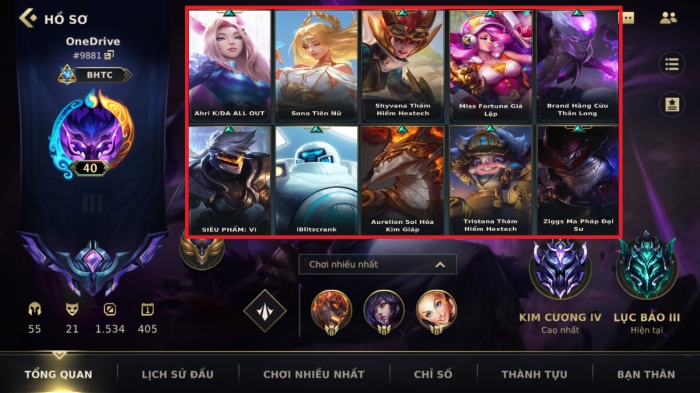 HỒ SƠ
OneDrive
#9881
BHTC
40
III
55
21
1.534
405
Ahri K/DA ALL OUT
Sona Tiên Nữ
Shyvana Thám
Hiểm Hextech
Miss Fortune Giả
Lập
Brand Hằng Cửu
Thần Long
SIÊU PHẨM: Vi
iBlitzcrank
Aurelion Sol Hỏa
Kim Giáp
Tristana Thám
Hiểm Hextech
Ziggs Ma Pháp Đại
Sư
Chơi nhiều nhất
KIM CƯƠNG IV
Cao nhất
LỤC BẢO III
Hiện tại
TỔNG QUAN
LỊCH SỬ ĐẤU
CHƠI NHIỀU NHẤT
CHỈ SỐ
THÀNH TỰU
BẠN THÂN